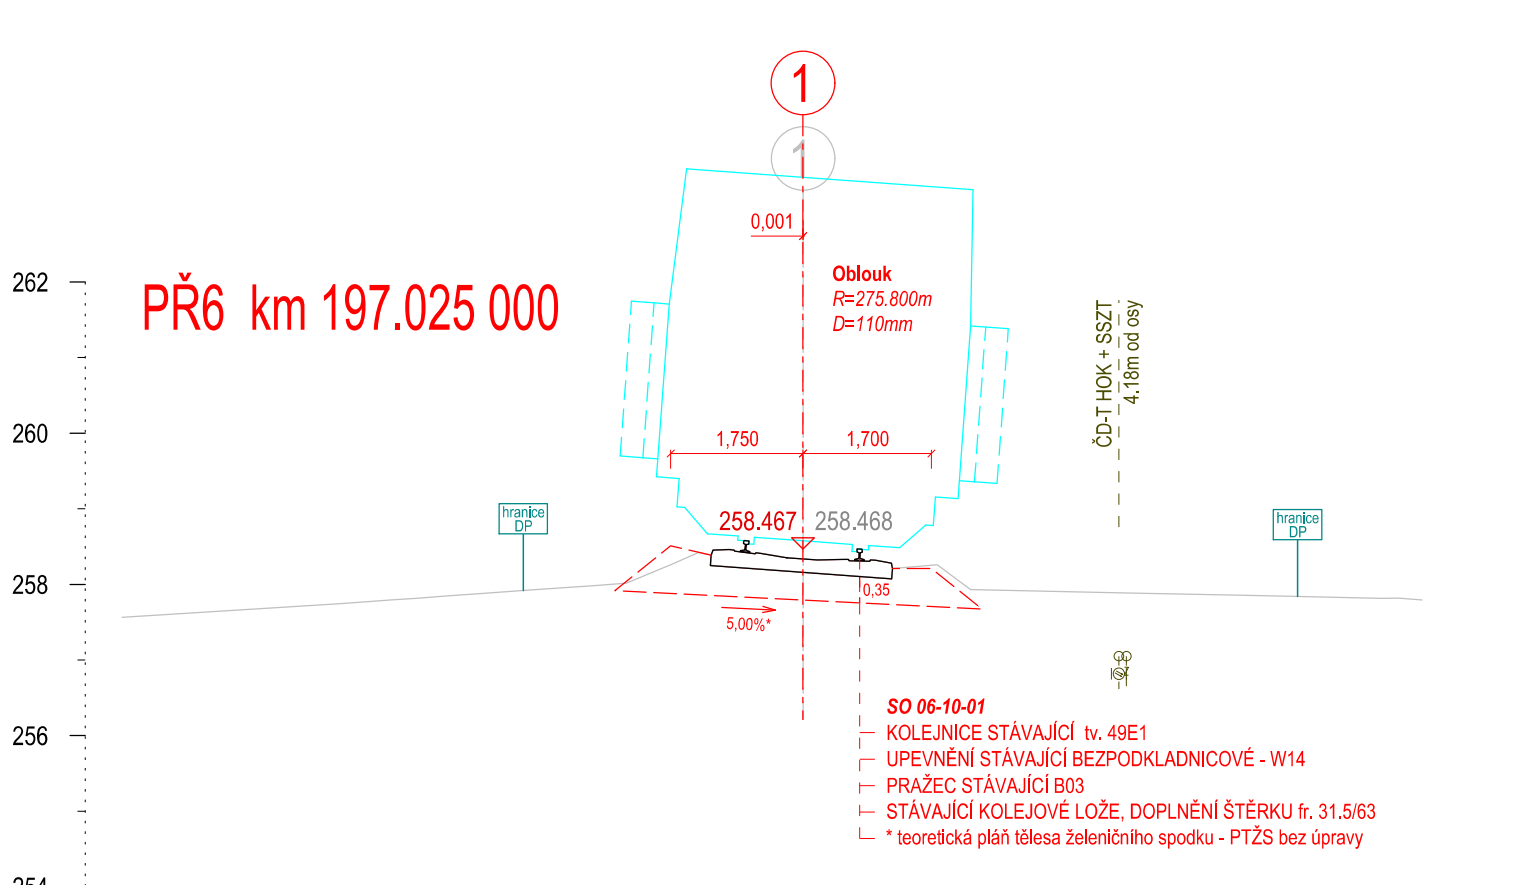 1
1
0,001
Oblouk
R=275.800m
D=110mm
262
PŘ6 km 197.025 000
ČD-T HOK + SSZT
4.18m od osy
260
1,750
1,700
hranice
DP
258.467
258.468
hranice
DP
258
0,35
5,00%*
SO 06-10-01
256
KOLEJNICE STÁVAJÍCÍ tv. 49E1
UPEVNĚNÍ STÁVAJÍCÍ BEZPODKLADNICOVÉ - W14
PRAŽEC STÁVAJÍCÍ B03
STÁVAJÍCÍ KOLEJOVÉ LOŽE, DOPLNĚNÍ ŠTĚRKU fr. 31.5/63
* teoretická pláň tělesa želeničního spodku - PTŽS bez úpravy
254